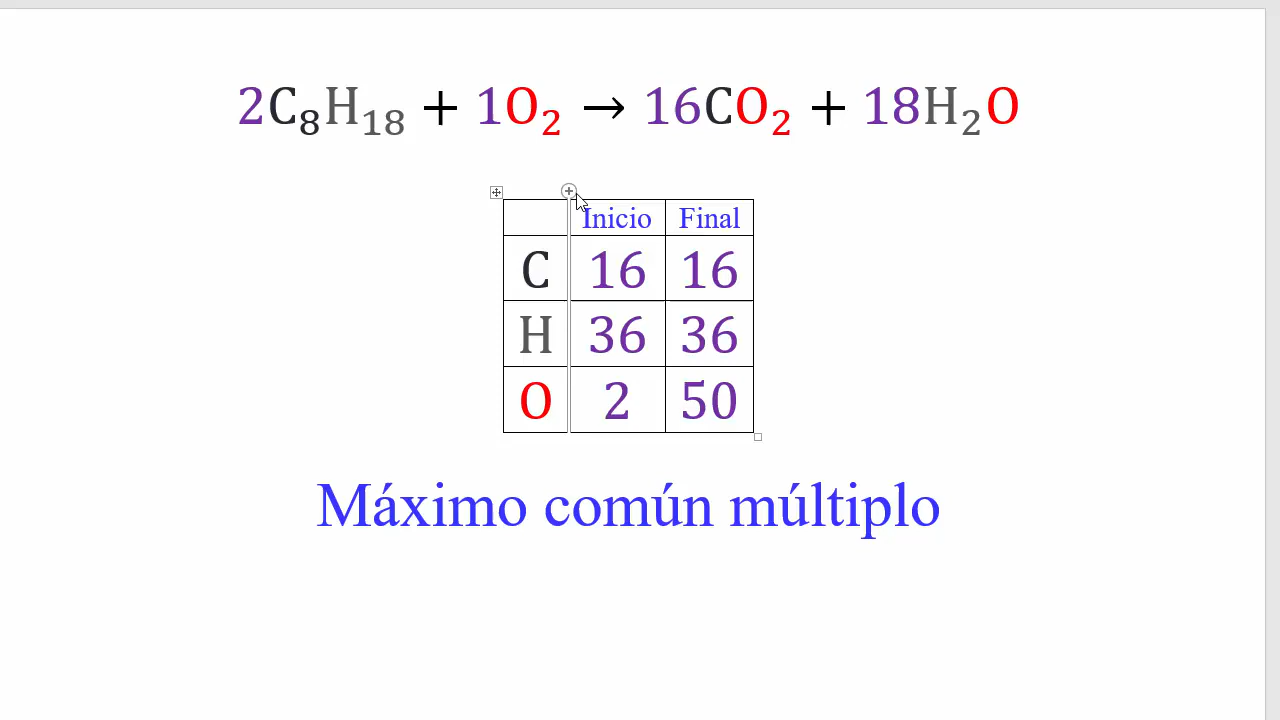 2C₈H₁₈ + 1O₂ → 16CO₂ + 18H₂O
Inicio Final
C 16 16
H 36 36
O 2 50
Máximo común múltiplo